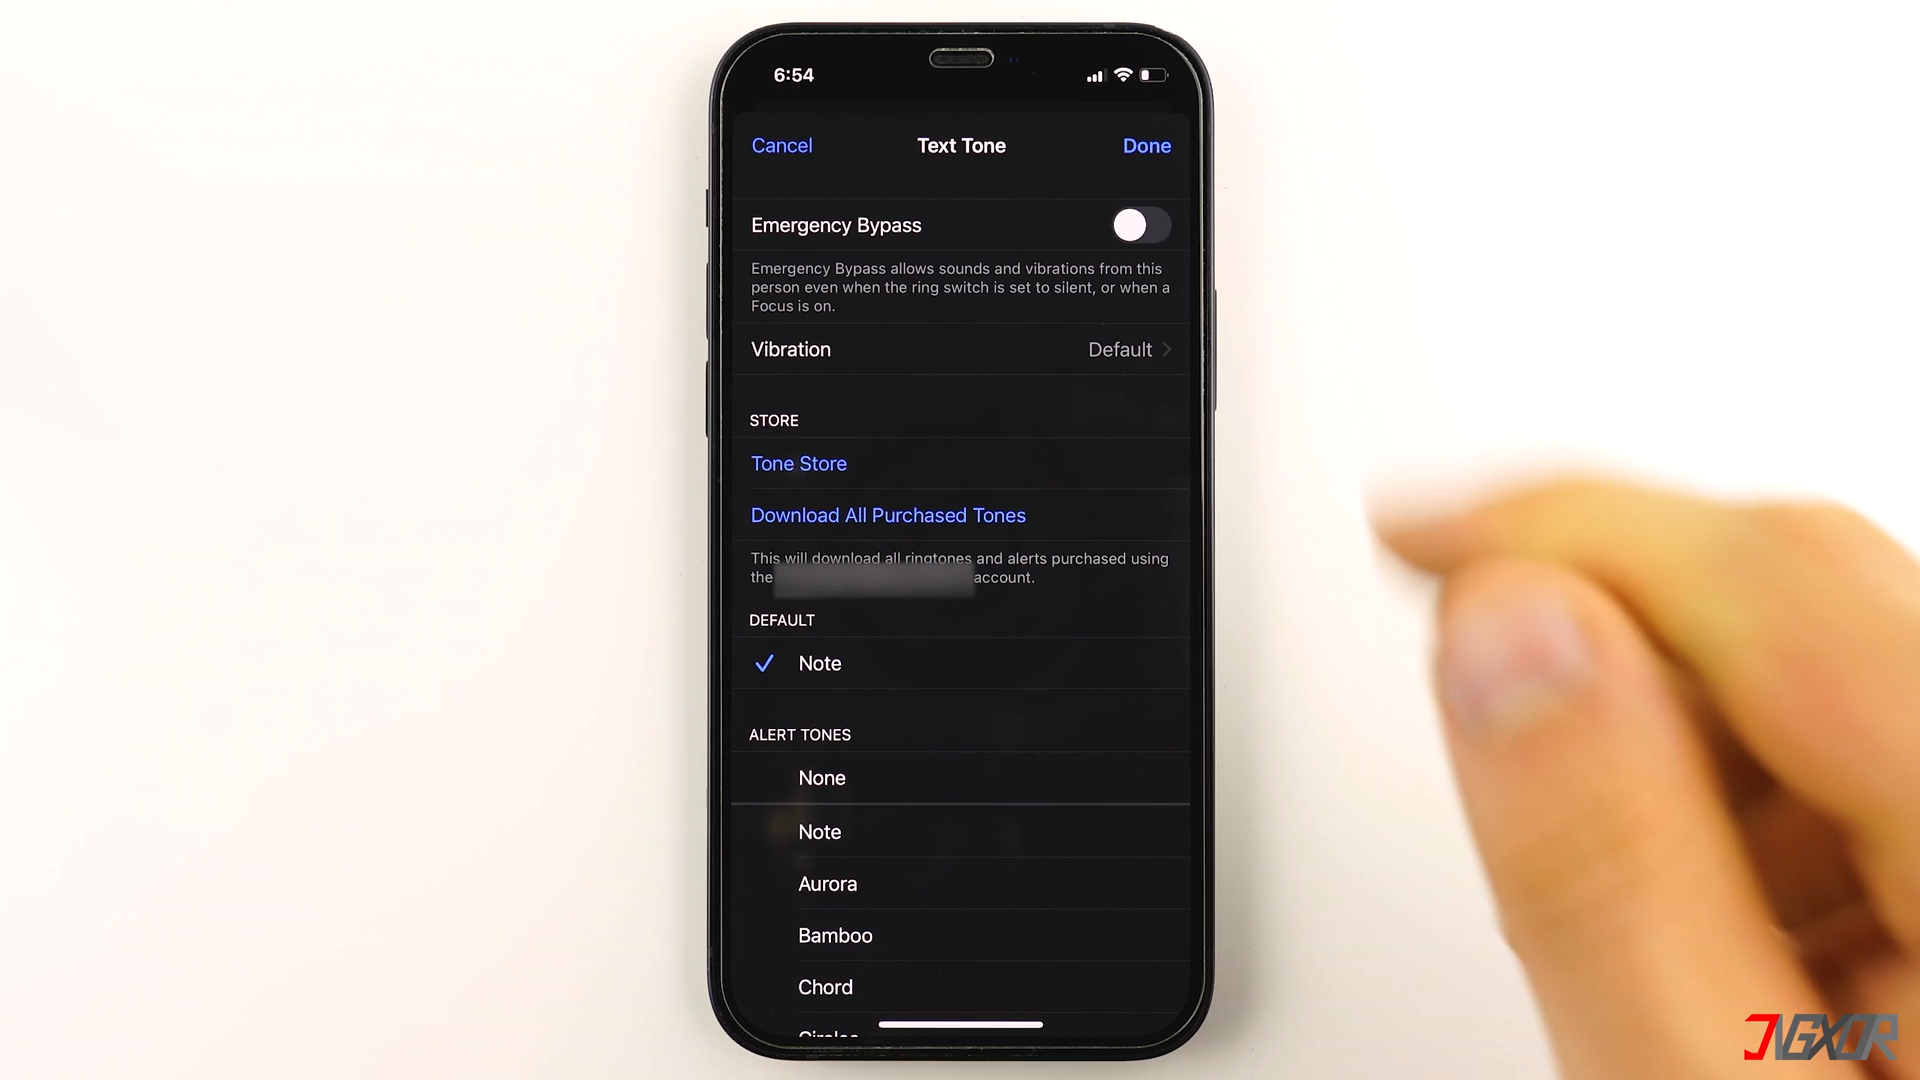 6:54
Cancel
Text Tone
Done
Emergency Bypass
Emergency Bypass allows sounds and vibrations from this
person even when the ring switch is set to silent, or when a
Focus is on.
Vibration
Default
STORE
Tone Store
Download All Purchased Tones
This will download all ringtones and alerts purchased using
the account.
DEFAULT
Note
ALERT TONES
None
Note
Aurora
Bamboo
Chord
Circles
JVGXOR